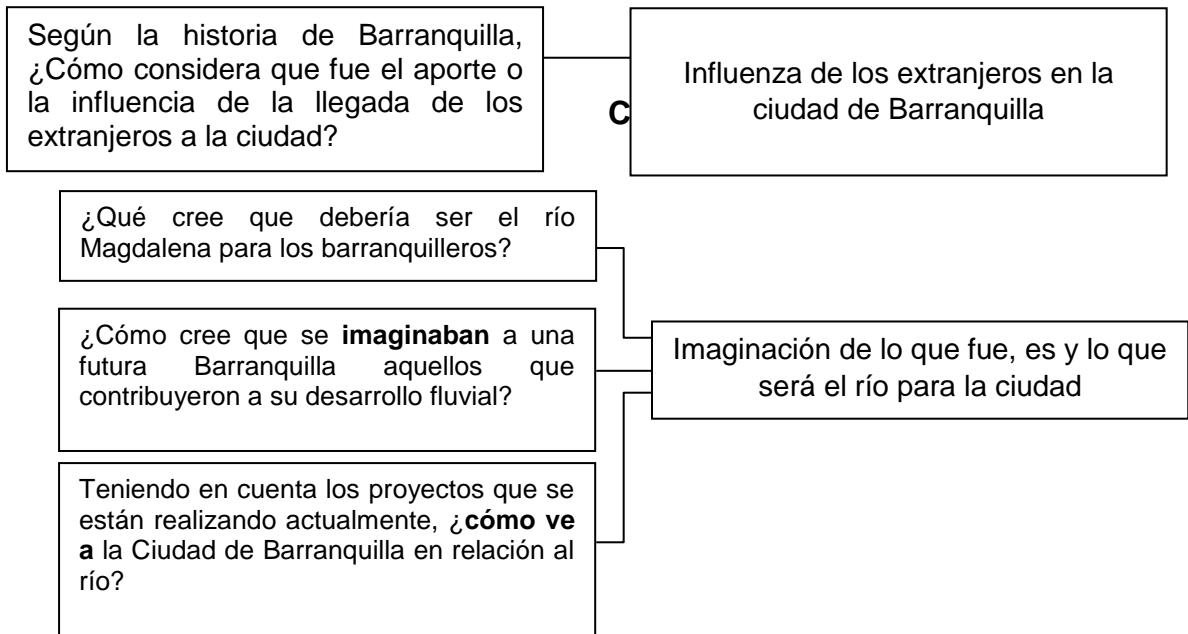 Según la historia de Barranquilla,
¿Cómo considera que fue el aporte o
la influencia de la llegada de los
extranjeros a la ciudad?
C
Influenza de los extranjeros en la
ciudad de Barranquilla
¿Qué cree que debería ser el río
Magdalena para los barranquilleros?
¿Cómo cree que se imaginaban a una
futura Barranquilla aquellos que
contribuyeron a su desarrollo fluvial?
Teniendo en cuenta los proyectos que se
están realizando actualmente, ¿cómo ve
a la Ciudad de Barranquilla en relación al
río?
Imaginación de lo que fue, es y lo que
será el río para la ciudad